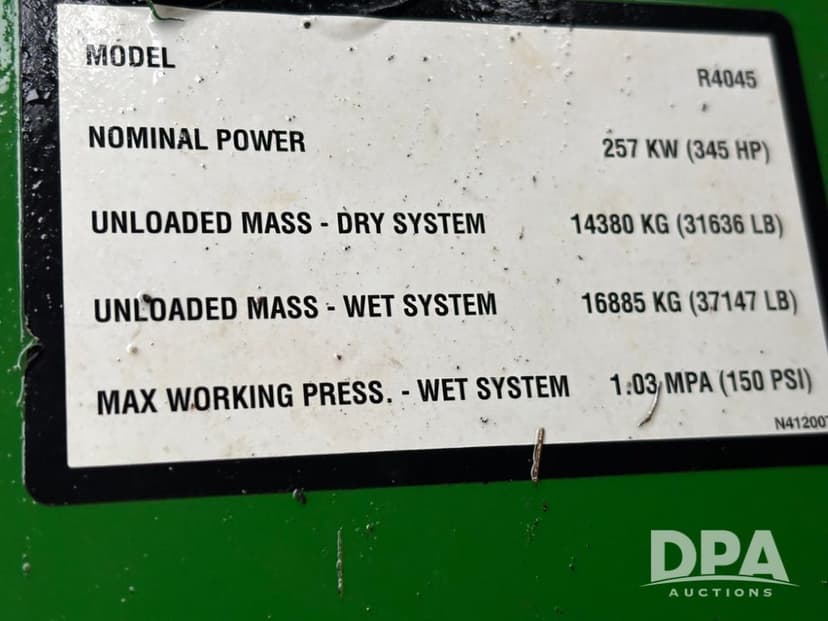 MODEL R4045
NOMINAL POWER 257 KW (345 HP)
UNLOADED MASS - DRY SYSTEM 14380 KG (31636 LB)
UNLOADED MASS - WET SYSTEM 16885 KG (37147 LB)
MAX WORKING PRESS. - WET SYSTEM 1.03 MPA (150 PSI)
DPA
AUCTIONS